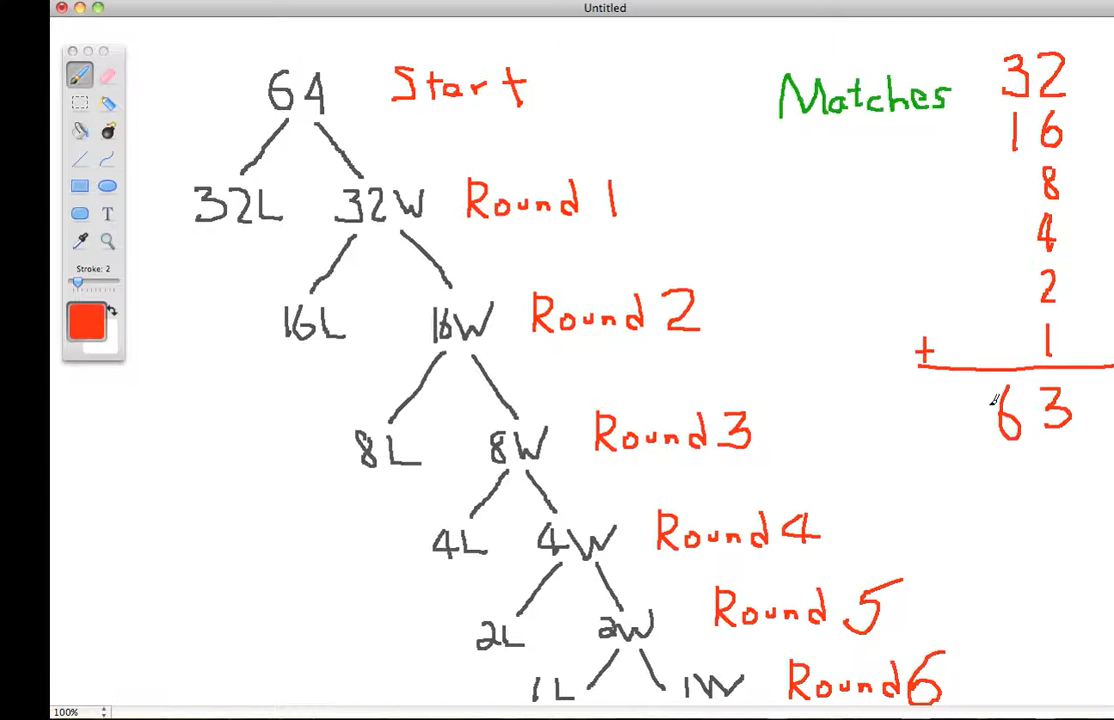 Untitled
64 Start
32L 32W Round 1
16L 16W Round 2
8L 8W Round 3
4L 4W Round 4
2L 2W Round 5
1L 1W Round 6
Matches
32
16
8
4
2
+ 1
63
Stroke: 2
100%